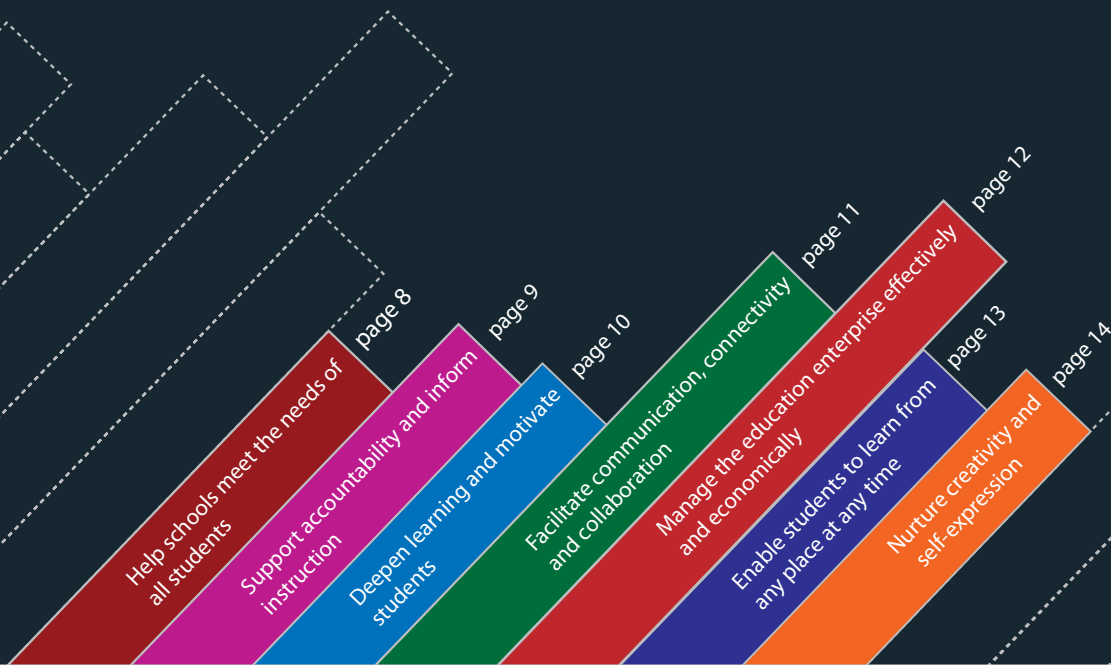 page 8
Help schools meet the needs of
all students
page 9
Support accountability and inform
instruction
page 10
Deepen learning and motivate
students
page 11
Facilitate communication, connectivity
and collaboration
page 12
Manage the education enterprise effectively
and economically
page 13
Enable students to learn from
any place at any time
page 14
Nurture creativity and
self-expression